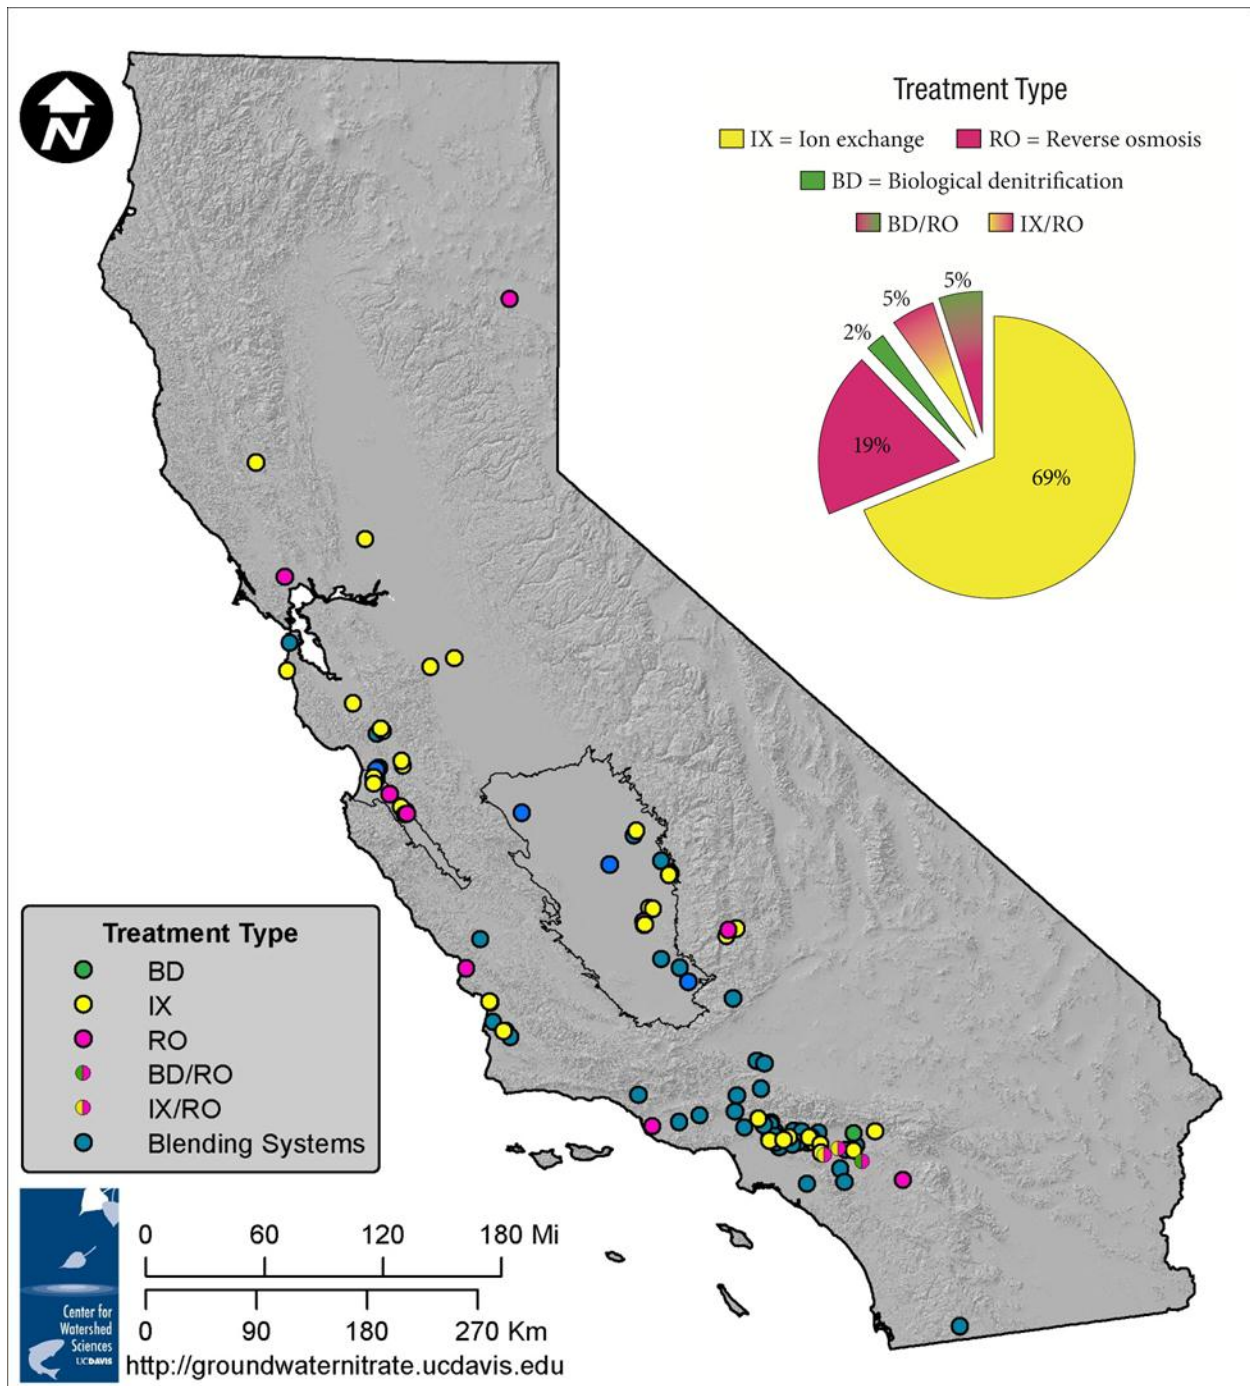 N
Treatment Type
IX = Ion exchange
RO = Reverse osmosis
BD = Biological denitrification
BD/RO
IX/RO
5%
5%
2%
19%
69%
Treatment Type
BD
IX
RO
BD/RO
IX/RO
Blending Systems
0 60 120 180 Mi
0 90 180 270 Km
Center for
Watershed
Sciences
UCDAVIS
http://groundwaternitrate.ucdavis.edu